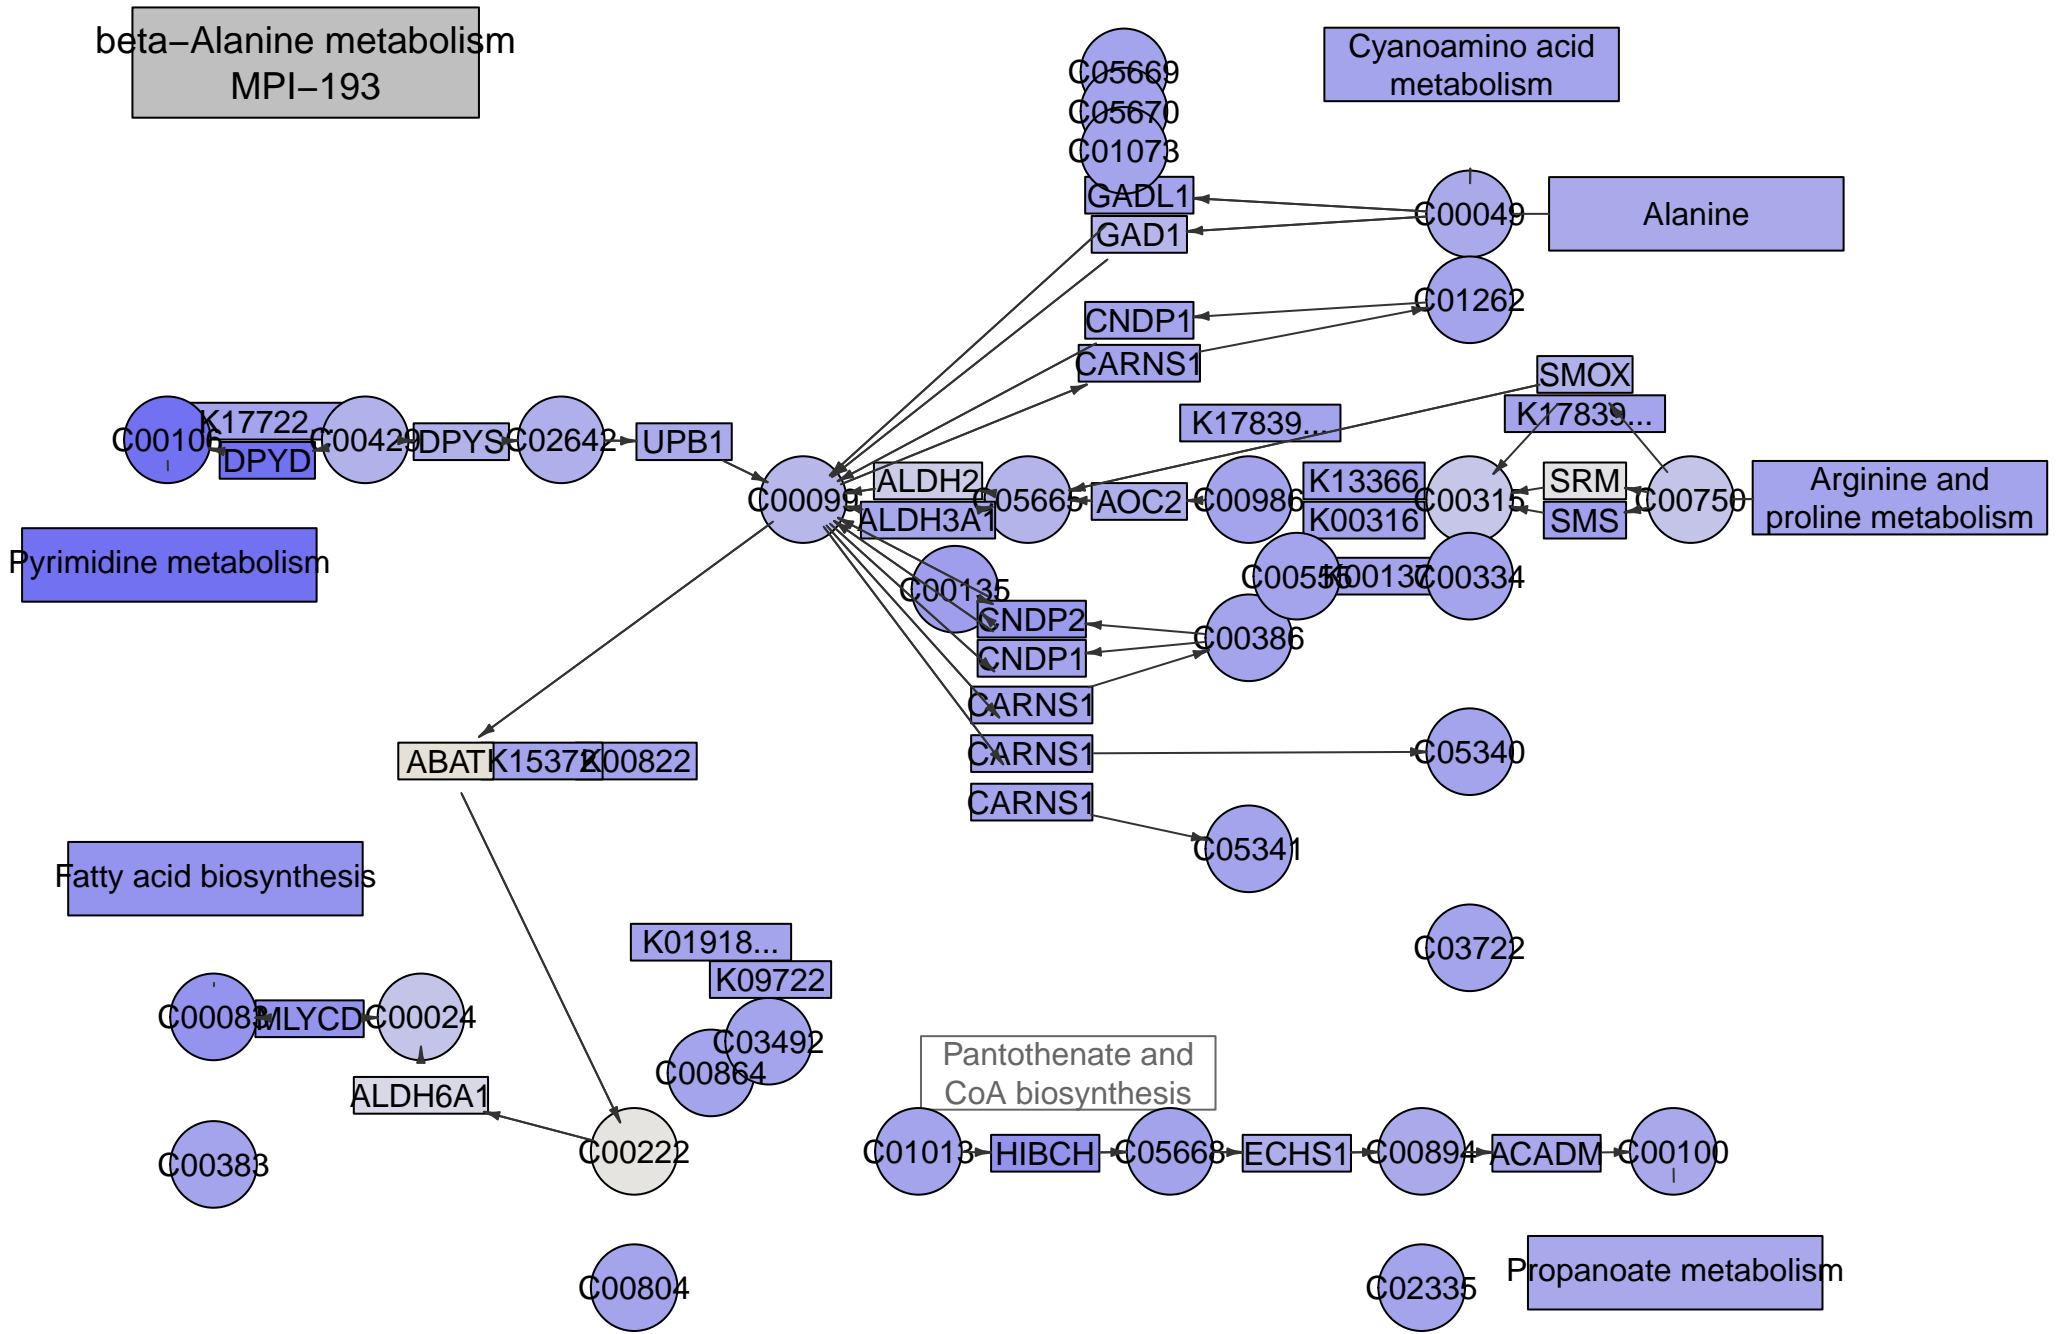 beta−Alanine metabolism
MPI−193
C05669
C05670
C01073
Cyanoamino acid
metabolism
GADL1
GAD1
C00049
Alanine
C01262
CNDP1
CARNS1
SMOX
K17839...
K17839...
C00106
K17722...
DPYD
C00429
DPYS
C02642
UPB1
C00099
ALDH2
ALDH3A1
C05665
AOC2
C00986
K13366
K00316
C00315
SRM
SMS
C00750
Arginine and
proline metabolism
Pyrimidine metabolism
C00135
C00555
K00137
C00334
CNDP2
CNDP1
C00386
CARNS1
CARNS1
CARNS1
C05340
C05341
ABAT
K15372
K00822
Fatty acid biosynthesis
K01918...
K09722
C03722
C00083
MLYCD
C00024
C03492
C00864
ALDH6A1
Pantothenate and
CoA biosynthesis
C00383
C00222
C01013
HIBCH
C05668
ECHS1
C00894
ACADM
C00100
C00804
C02335
Propanoate metabolism